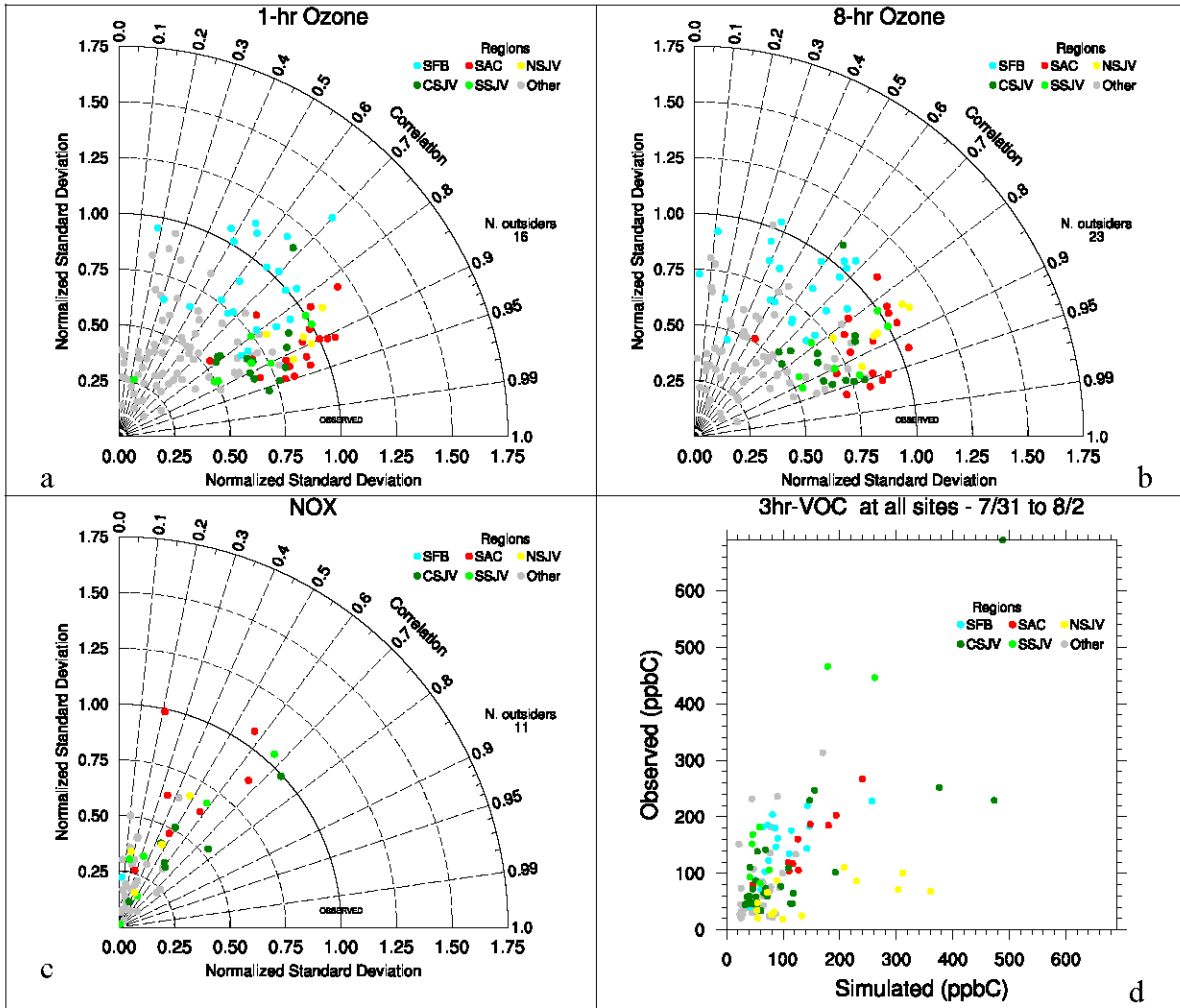 1-hr Ozone
Regions
SFB SAC NSJV
CSJV SSJV Other
Correlation
N. outsiders
16
0.0 0.1 0.2 0.3 0.4 0.5 0.6 0.7 0.8 0.9 0.95 0.99 1.0
1.75
1.50
1.25
1.00
0.75
0.50
0.25
Normalized Standard Deviation
OBSERVED
0.00 0.25 0.50 0.75 1.00 1.25 1.50 1.75
Normalized Standard Deviation
a
8-hr Ozone
Regions
SFB SAC NSJV
CSJV SSJV Other
Correlation
N. outsiders
23
0.0 0.1 0.2 0.3 0.4 0.5 0.6 0.7 0.8 0.9 0.95 0.99 1.0
1.75
1.50
1.25
1.00
0.75
0.50
0.25
Normalized Standard Deviation
OBSERVED
0.00 0.25 0.50 0.75 1.00 1.25 1.50 1.75
Normalized Standard Deviation
b
NOX
Regions
SFB SAC NSJV
CSJV SSJV Other
Correlation
N. outsiders
11
0.0 0.1 0.2 0.3 0.4 0.5 0.6 0.7 0.8 0.9 0.95 0.99 1.0
1.75
1.50
1.25
1.00
0.75
0.50
0.25
Normalized Standard Deviation
OBSERVED
0.00 0.25 0.50 0.75 1.00 1.25 1.50 1.75
Normalized Standard Deviation
c
3hr-VOC at all sites - 7/31 to 8/2
Regions
SFB SAC NSJV
CSJV SSJV Other
600
500
400
300
200
100
0
Observed (ppbC)
0 100 200 300 400 500 600
Simulated (ppbC)
d